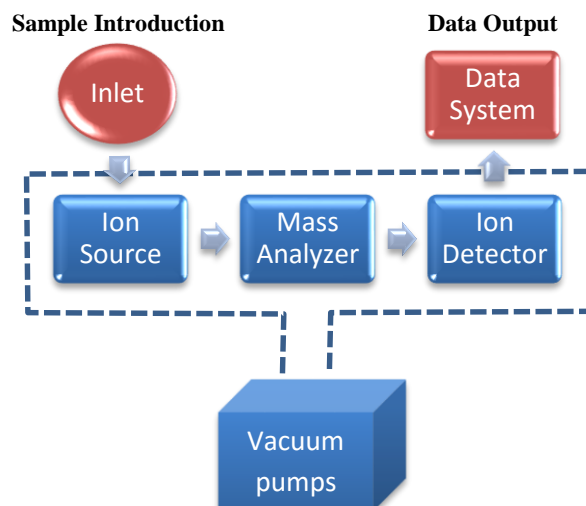 Sample Introduction
Data Output
Inlet
Data
System
Ion
Source
Mass
Analyzer
Ion
Detector
Vacuum
pumps